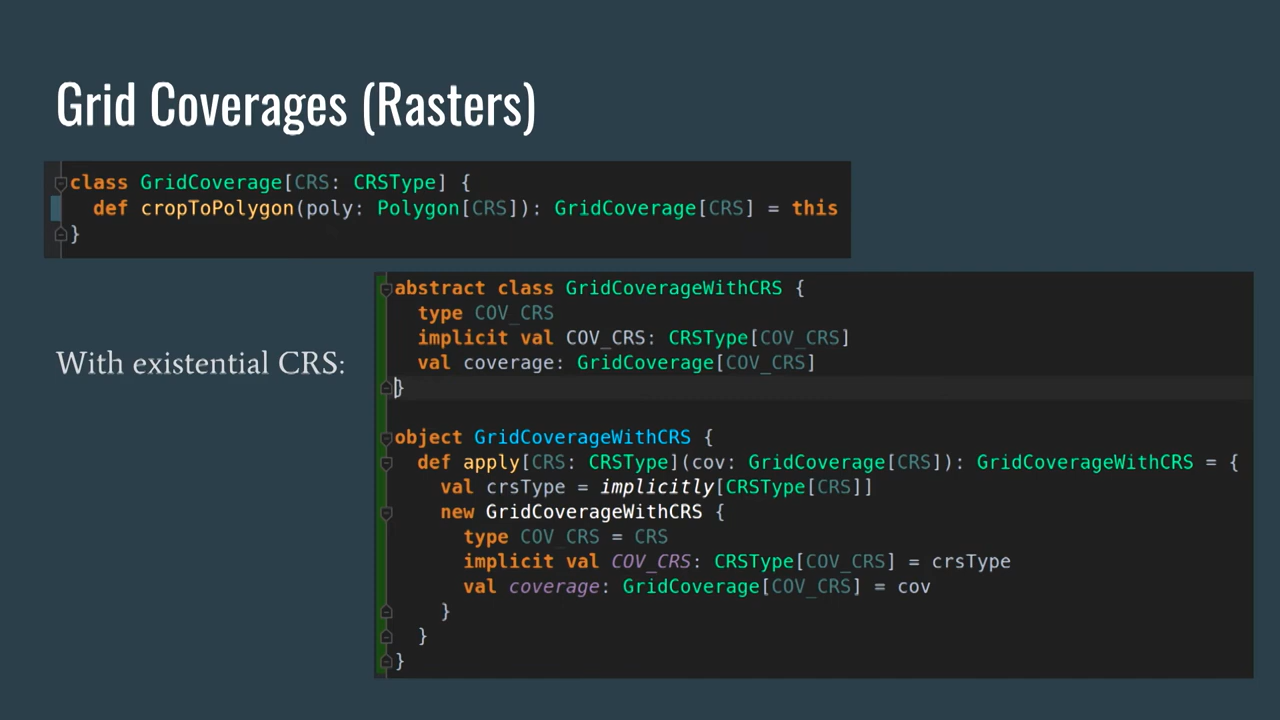 Grid Coverages (Rasters)
class GridCoverage[CRS: CRSType] {
def cropToPolygon(poly: Polygon[CRS]): GridCoverage[CRS] = this
}
With existential CRS:
abstract class GridCoverageWithCRS {
type COV_CRS
implicit val COV_CRS: CRSType[COV_CRS]
val coverage: GridCoverage[COV_CRS]
}
object GridCoverageWithCRS {
def apply[CRS: CRSType](cov: GridCoverage[CRS]): GridCoverageWithCRS = {
val crsType = implicitly[CRSType[CRS]]
new GridCoverageWithCRS {
type COV_CRS = CRS
implicit val COV_CRS: CRSType[COV_CRS] = crsType
val coverage: GridCoverage[COV_CRS] = cov
}
}
}